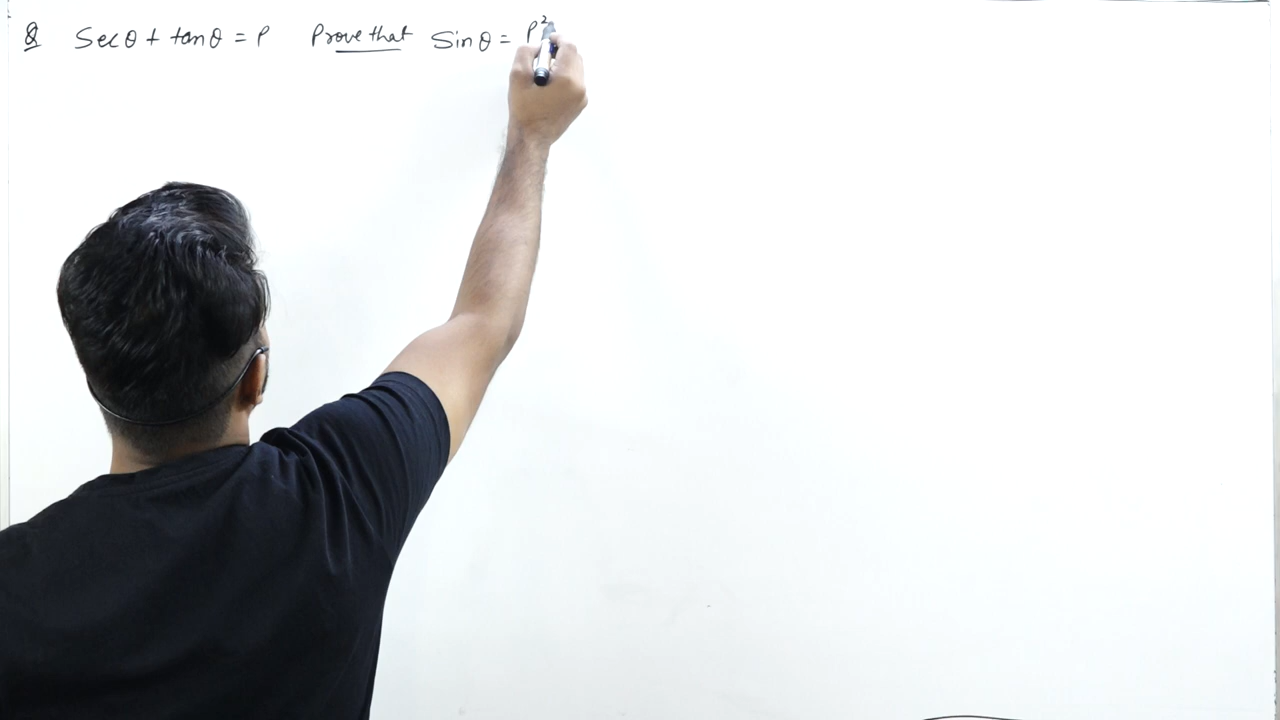 Q Secθ + tanθ = P Prove that Sinθ = P²